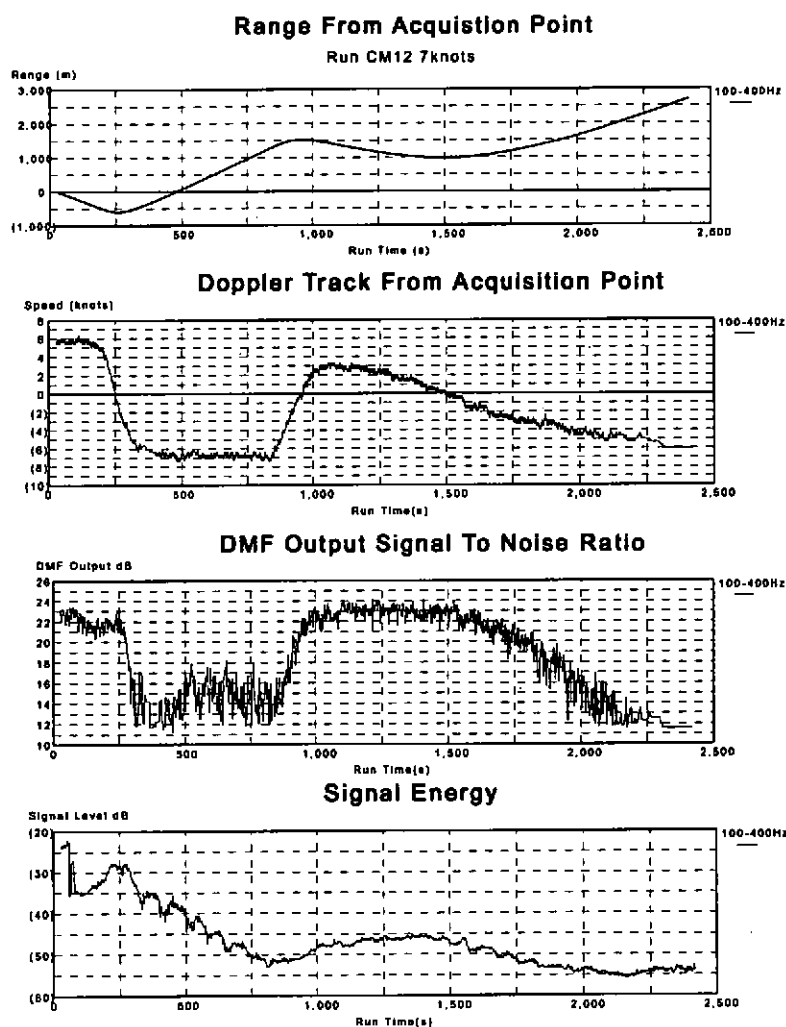 Range From Acquistion Point
Run CM12 7knots
Range (m)
3.000
2.000
1,000
0
(1,000
0 500 1,000 1,500 2,000 2,500
Run Time (s)
100-400Hz
Doppler Track From Acquisition Point
Speed (knots)
8
6
4
2
0
(2)
(4)
(6)
(8)
(10
0 500 1,000 1,500 2,000 2,500
Run Time(s)
100-400Hz
DMF Output Signal To Noise Ratio
DMF Output dB
26
24
22
20
18
16
14
12
10
0 500 1,000 1,500 2,000 2,500
Run Time(s)
100-400Hz
Signal Energy
Signal Level dB
(20)
(30)
(40)
(50)
(60)
0 500 1,000 1,500 2,000 2,500
Run Time(s)
100-400Hz